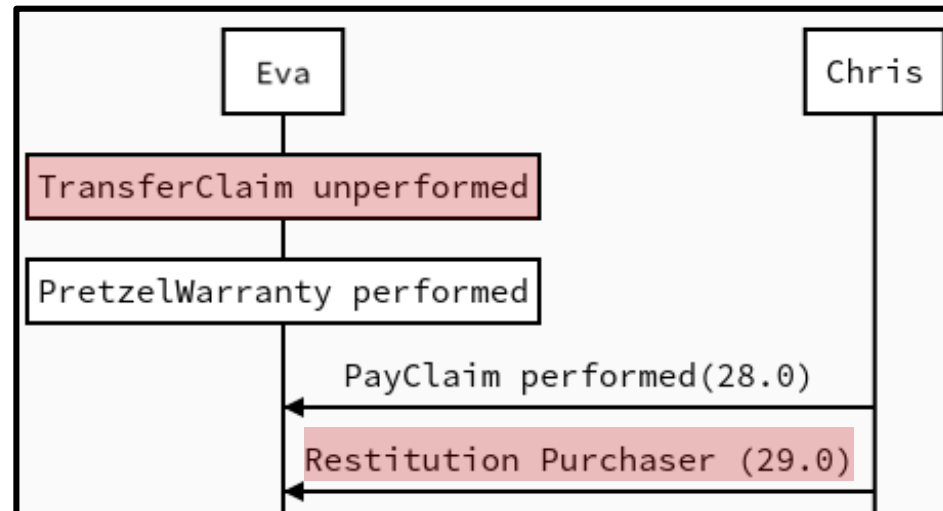 Eva
Chris
TransferClaim unperformed
PretzelWarranty performed
PayClaim performed(28.0)
Restitution Purchaser (29.0)